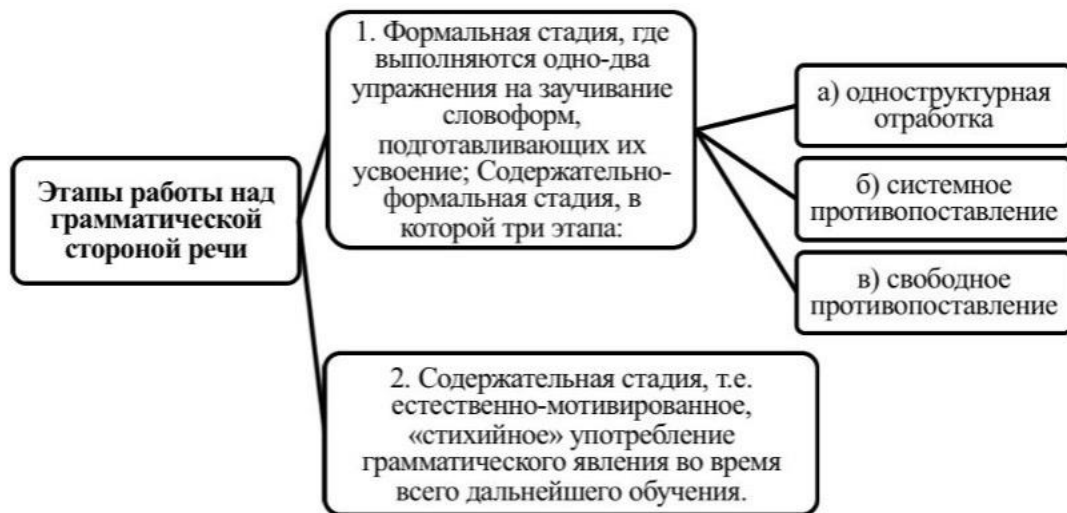 Этапы работы над
грамматической
стороной речи
1. Формальная стадия, где
выполняются одно-два
упражнения на заучивание
словоформ,
подготавливающих их
усвоение; Содержательно-
формальная стадия, в
которой три этапа:
а) одноструктурная
отработка
б) системное
противопоставление
в) свободное
противопоставление
2. Содержательная стадия, т.е.
естественно-мотивированное,
«стихийное» употребление
грамматического явления во время
всего дальнейшего обучения.